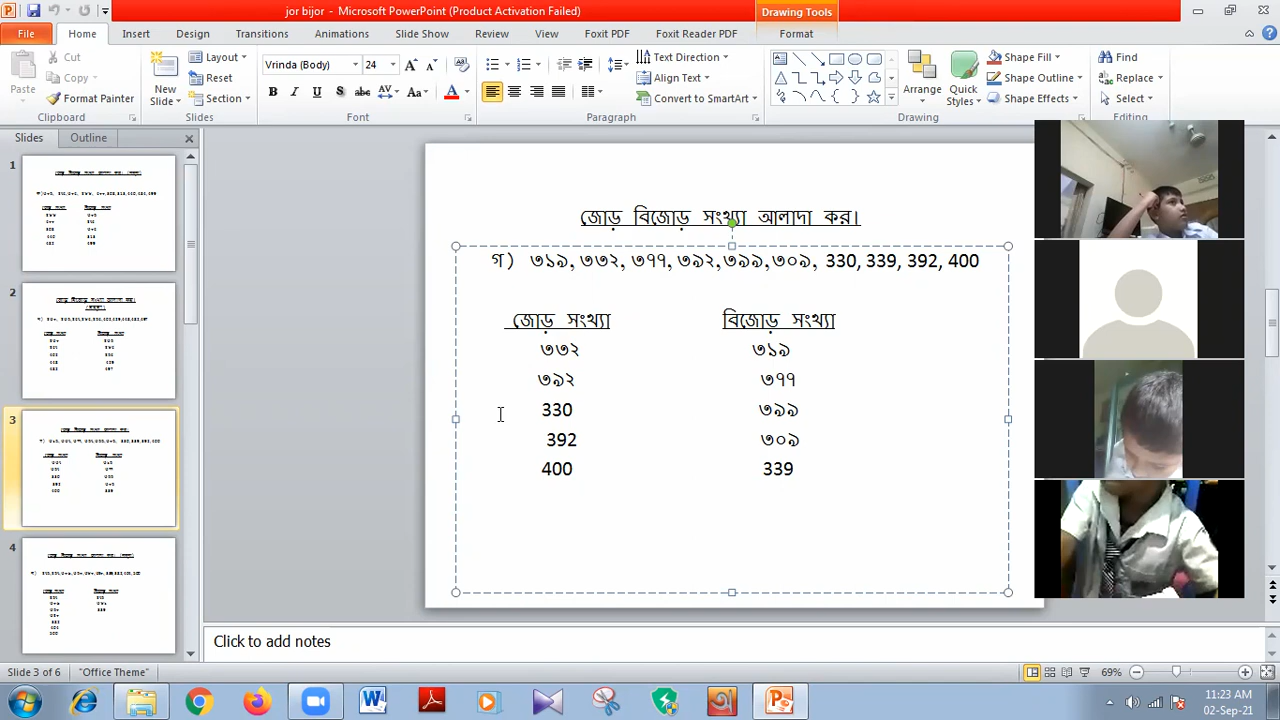 jor bijor - Microsoft PowerPoint (Product Activation Failed)
Drawing Tools
File Home Insert Design Transitions Animations Slide Show Review View Foxit PDF Foxit Reader PDF Format
Paste
Cut
Copy
Format Painter
Clipboard
New Slide
Layout
Reset
Section
Slides
Vrinda (Body) 24
Font
Paragraph
Text Direction
Align Text
Convert to SmartArt
Arrange
Quick Styles
Shape Fill
Shape Outline
Shape Effects
Drawing
Find
Replace
Select
Editing
Slides Outline
1
2
3
4
জোড় বিজোড় সংখ্যা আলাদা কর।
গ) ৩১৯, ৩৩২, ৩৭৭, ৩৯২,৩৯৯,৩০৯, 330, 339, 392, 400
জোড় সংখ্যা বিজোড় সংখ্যা
৩৩২ ৩১৯
৩৯২ ৩৭৭
330 ৩৯৯
392 ৩০৯
400 339
Click to add notes
Slide 3 of 6 "Office Theme" 69%
11:23 AM
02-Sep-21